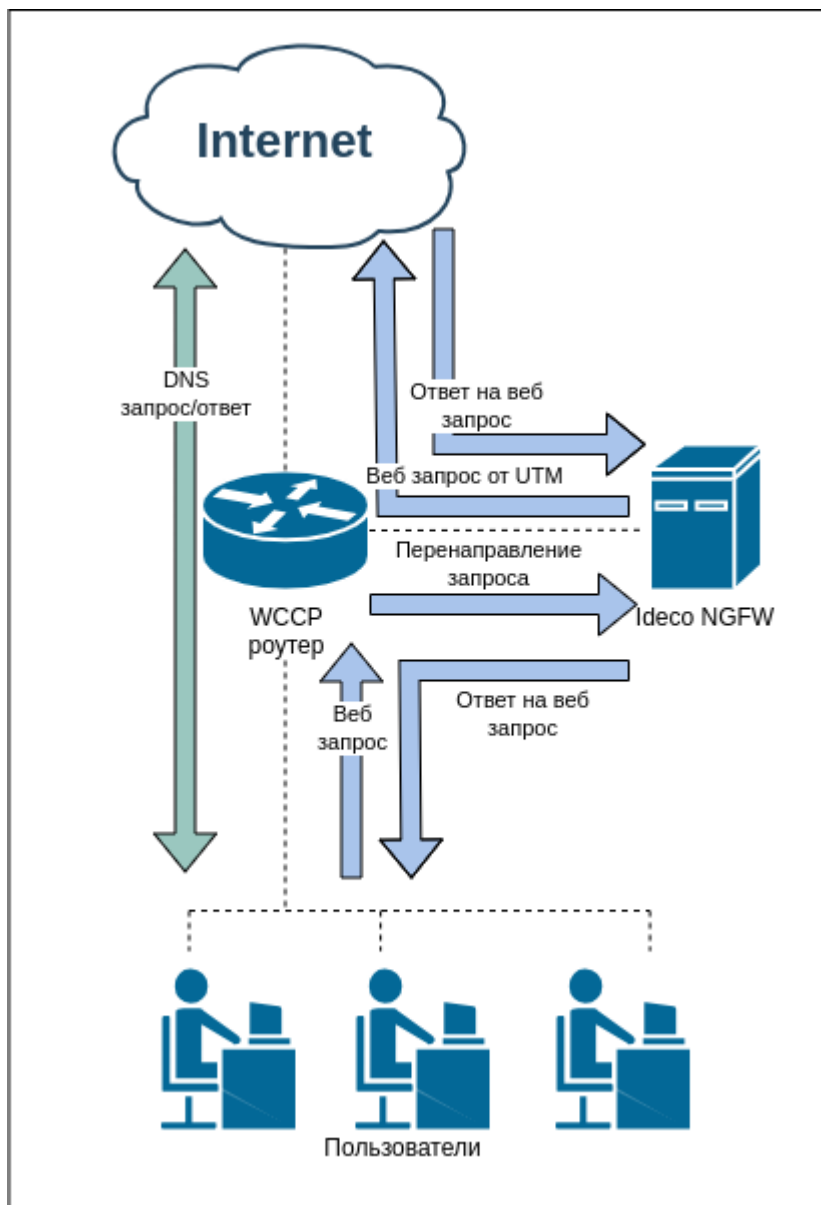 Internet
DNS
запрос/ответ
Ответ на веб
запрос
Веб запрос от UTM
Перенаправление
запроса
WCCP
роутер
Ideco NGFW
Веб
запрос
Ответ на веб
запрос
Пользователи